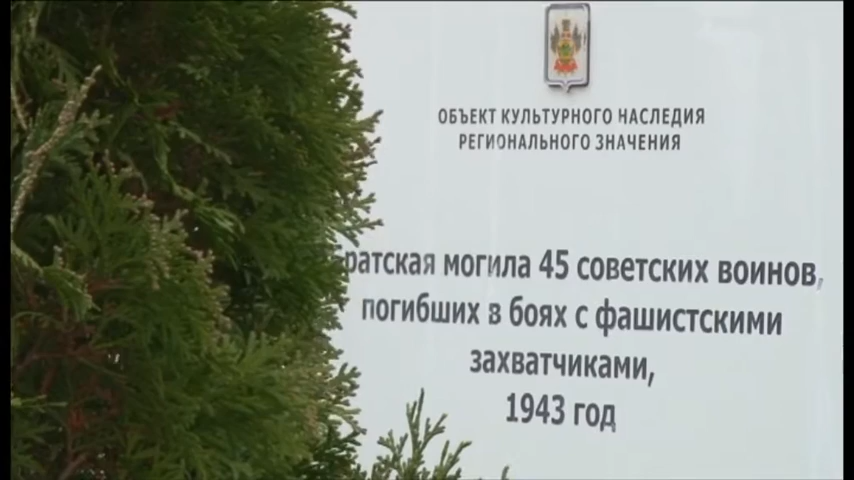 ОБЪЕКТ КУЛЬТУРНОГО НАСЛЕДИЯ
РЕГИОНАЛЬНОГО ЗНАЧЕНИЯ
ратская могила 45 советских воинов,
погибших в боях с фашистскими
захватчиками,
1943 год